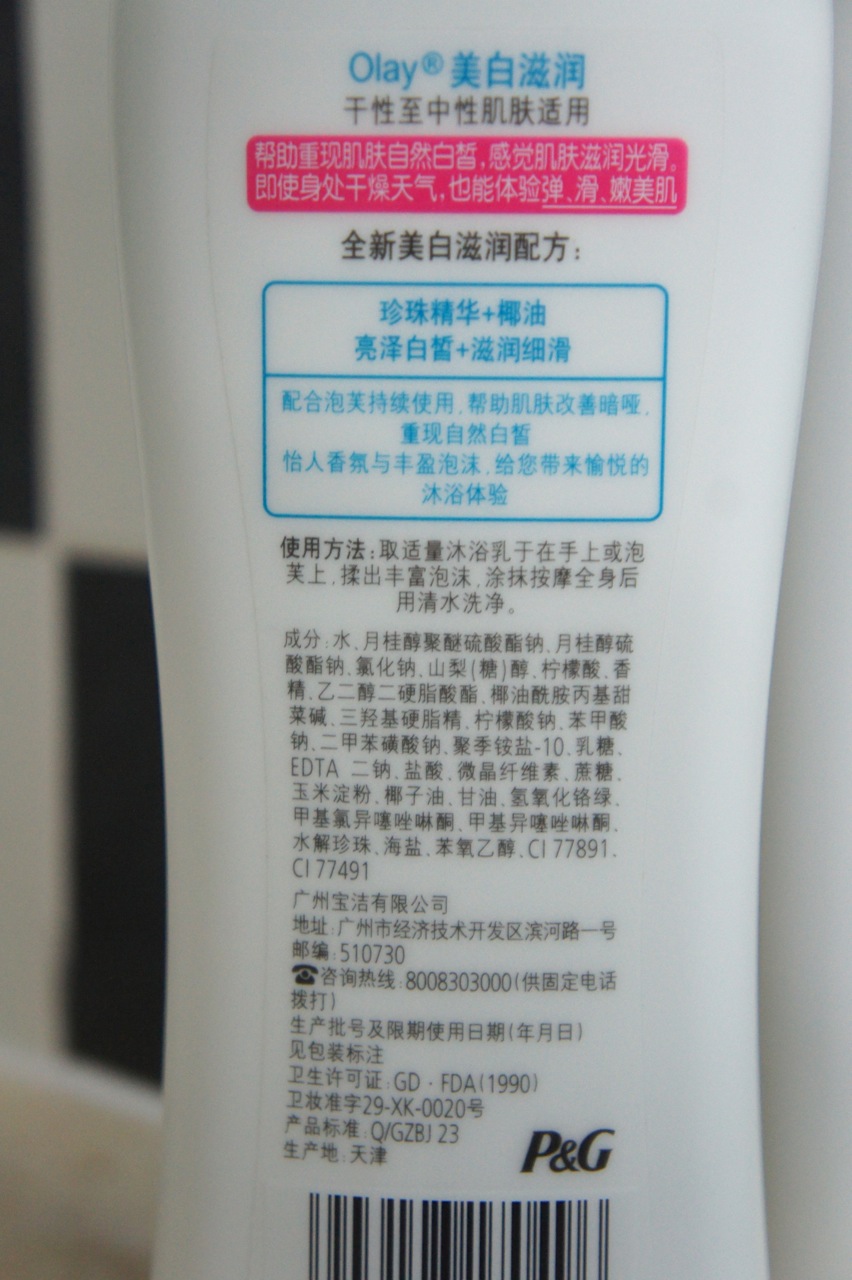 Olay® 美白滋润
干性至中性肌肤适用
帮助重现肌肤自然白皙,感觉肌肤滋润光滑。
即使身处干燥天气,也能体验弹、滑、嫩美肌
全新美白滋润配方:
珍珠精华+椰油
亮泽白皙+滋润细滑
配合泡芙持续使用,帮助肌肤改善暗哑,
重现自然白皙
怡人香氛与丰盈泡沫,给您带来愉悦的
沐浴体验
使用方法:取适量沐浴乳于在手上或泡
芙上,揉出丰富泡沫,涂抹按摩全身后
用清水洗净。
成分:水、月桂醇聚醚硫酸酯钠、月桂醇硫
酸酯钠、氯化钠、山梨(糖)醇、柠檬酸、香
精、乙二醇二硬脂酸酯、椰油酰胺丙基甜
菜碱、三羟基硬脂精、柠檬酸钠、苯甲酸
钠、二甲苯磺酸钠、聚季铵盐-10、乳糖、
EDTA 二钠、盐酸、微晶纤维素、蔗糖、
玉米淀粉、椰子油、甘油、氢氧化铬绿、
甲基氯异噻唑啉酮、甲基异噻唑啉酮、
水解珍珠、海盐、苯氧乙醇、CI 77891、
CI 77491
广州宝洁有限公司
地址:广州市经济技术开发区滨河路一号
邮编:510730
☎咨询热线:8008303000(供固定电话
拨打)
生产批号及限期使用日期(年月日)
见包装标注
卫生许可证:GD·FDA(1990)
卫妆准字29-XK-0020号
产品标准:Q/GZBJ 23
生产地:天津
P&G